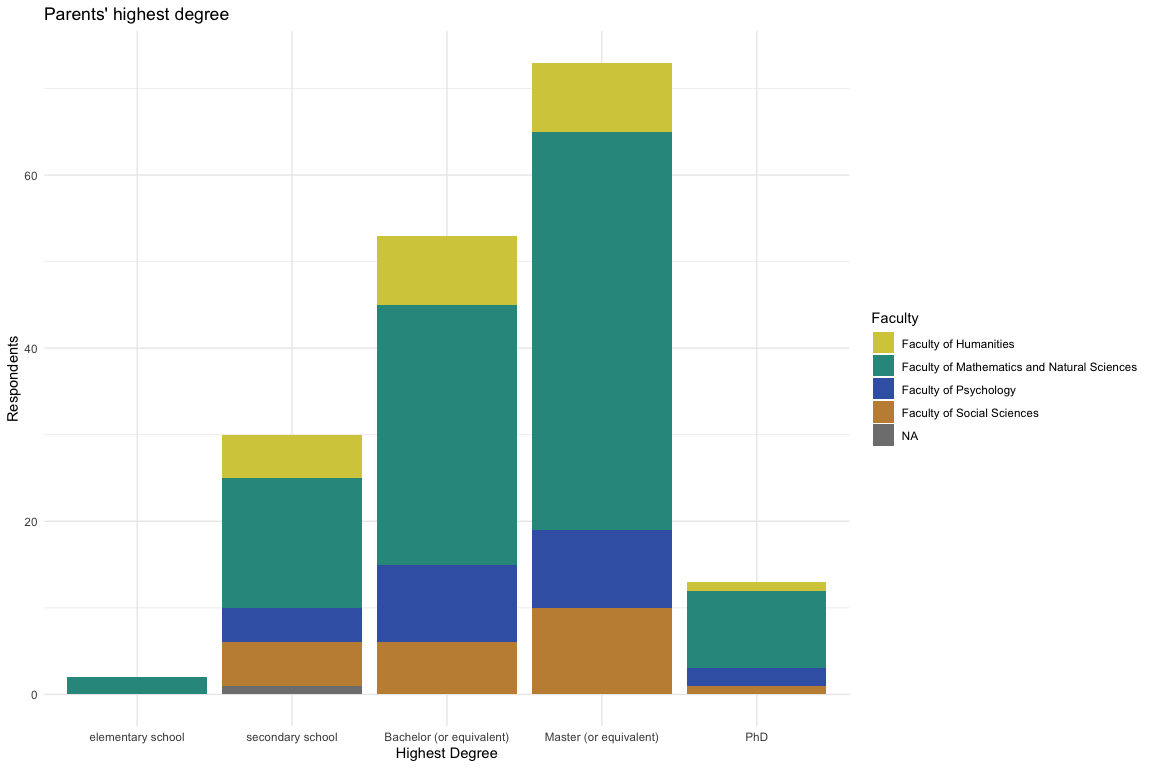 Parents' highest degree
Respondents
60
40
20
0
elementary school
secondary school
Bachelor (or equivalent)
Master (or equivalent)
PhD
Highest Degree
Faculty
Faculty of Humanities
Faculty of Mathematics and Natural Sciences
Faculty of Psychology
Faculty of Social Sciences
NA